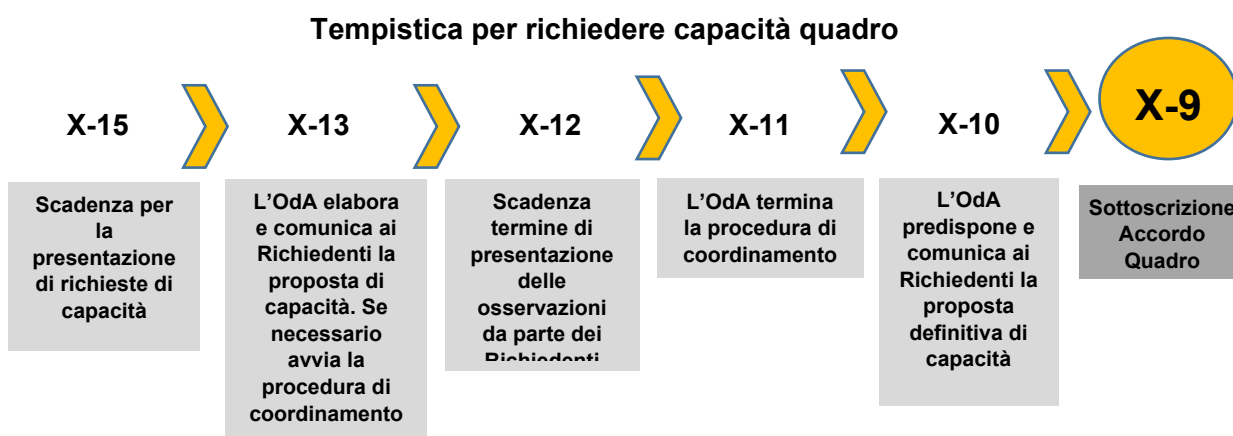 Tempistica per richiedere capacità quadro
X-15
X-13
X-12
X-11
X-10
X-9
Scadenza per
la
presentazione
di richieste di
capacità
L’OdA elabora
e comunica ai
Richiedenti la
proposta di
capacità. Se
necessario
avvia la
procedura di
coordinamento
Scadenza
termine di
presentazione
delle
osservazioni
da parte dei
Richiedenti
L’OdA termina
la procedura di
coordinamento
L’OdA
predispone e
comunica ai
Richiedenti la
proposta
definitiva di
capacità
Sottoscrizione
Accordo
Quadro